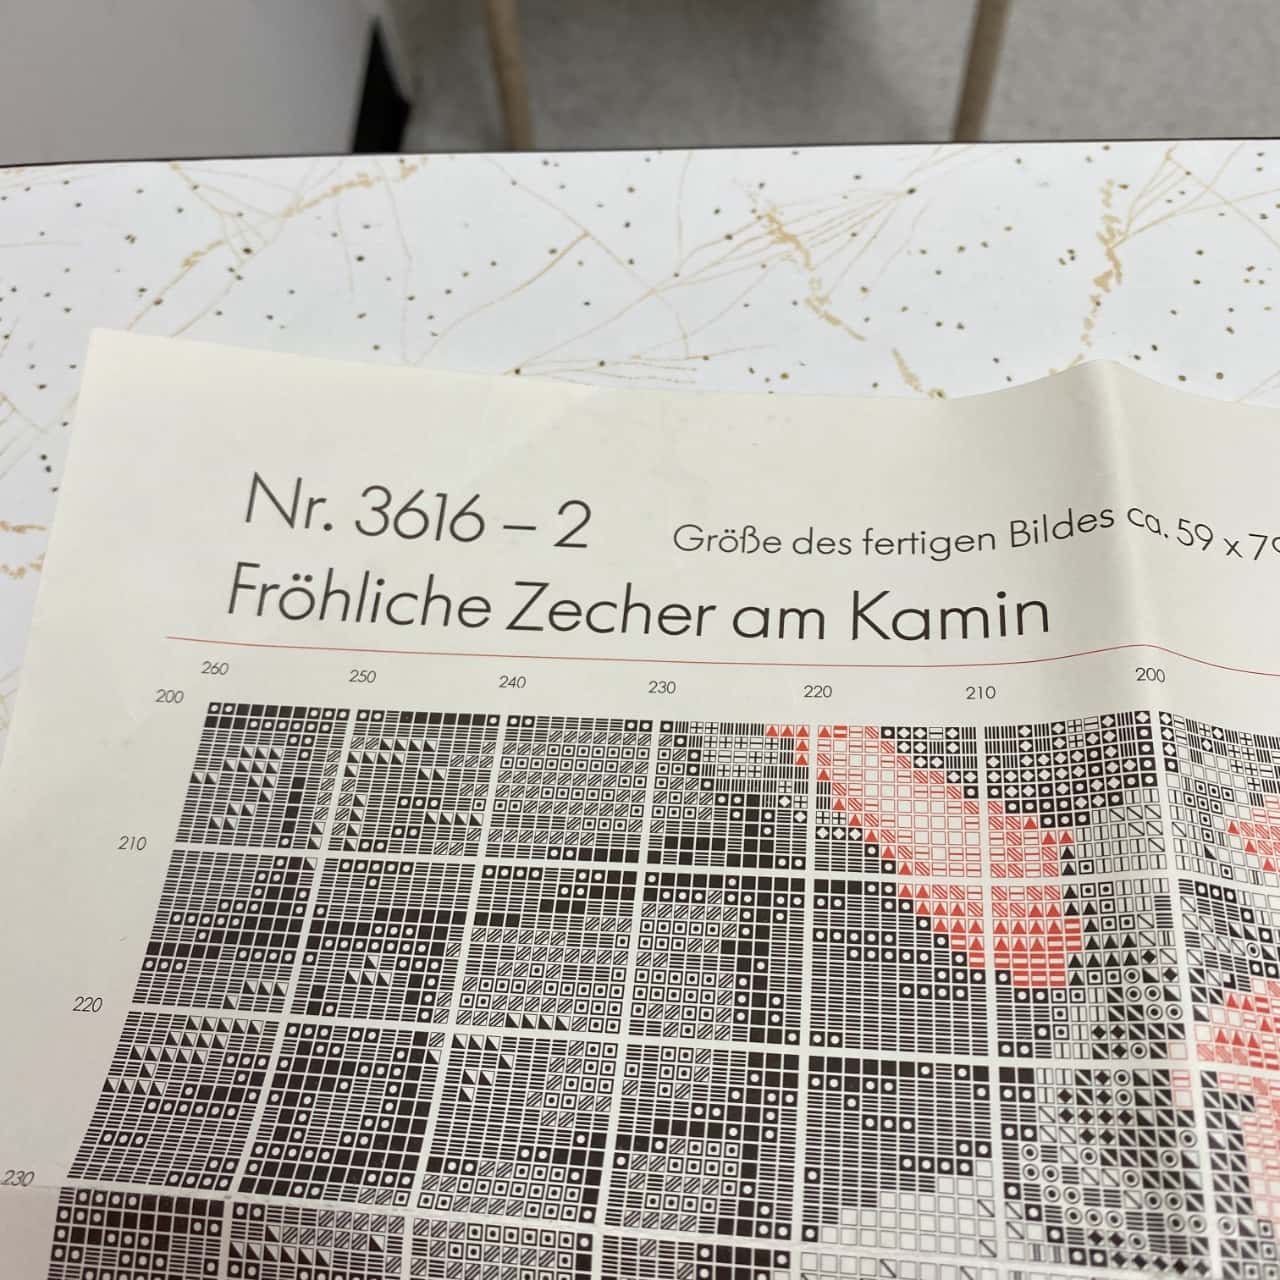 Nr. 3616 – 2
Größe des fertigen Bildes ca. 59 x
Fröhliche Zecher am Kamin
260 250 240 230 220 210 200
200
210
220
230